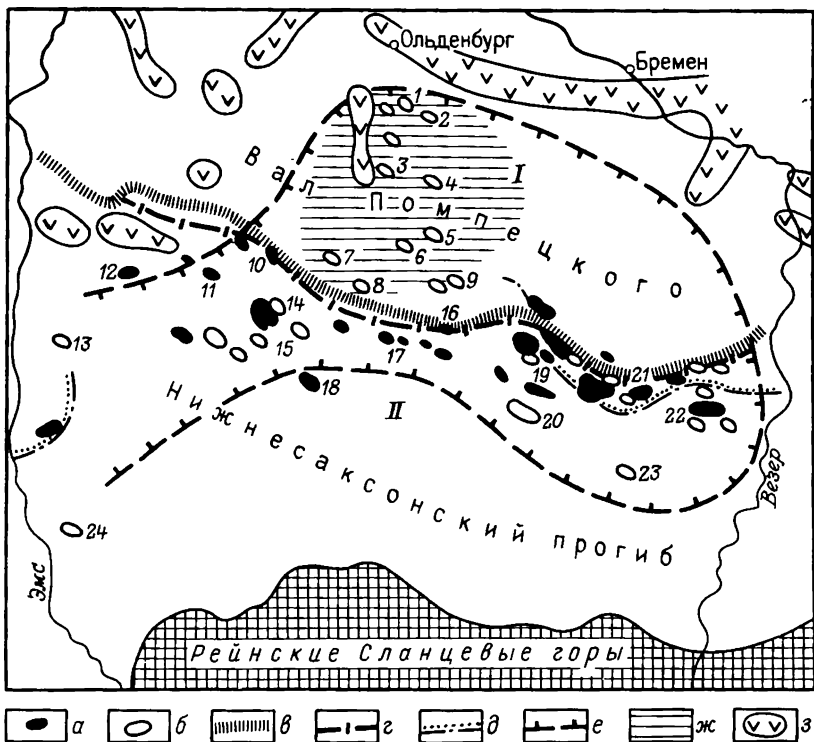 Ольденбург
Бремен
1
2
Вал Помпецкого
3
4
I
5
6
7
8
9
10
11
12
13
14
15
16
17
18
19
20
21
22
23
24
II
Нижнесаксонский прогиб
Везер
Эмс
Рейнские Сланцевые горы
а б в г д е ж з